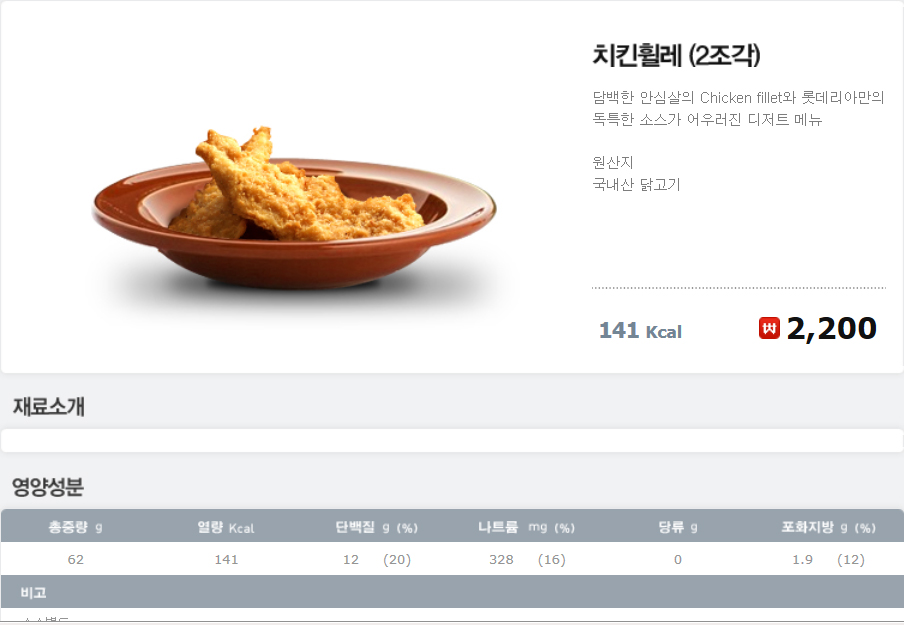 치킨휠레 (2조각)
담백한 안심살의 Chicken fillet와 롯데리아만의
독특한 소스가 어우러진 디저트 메뉴
원산지
국내산 닭고기
141 Kcal ₩ 2,200
재료소개
영양성분
총중량 g 열량 Kcal 단백질 g (%) 나트륨 mg (%) 당류 g 포화지방 g (%)
62 141 12 (20) 328 (16) 0 1.9 (12)
비고